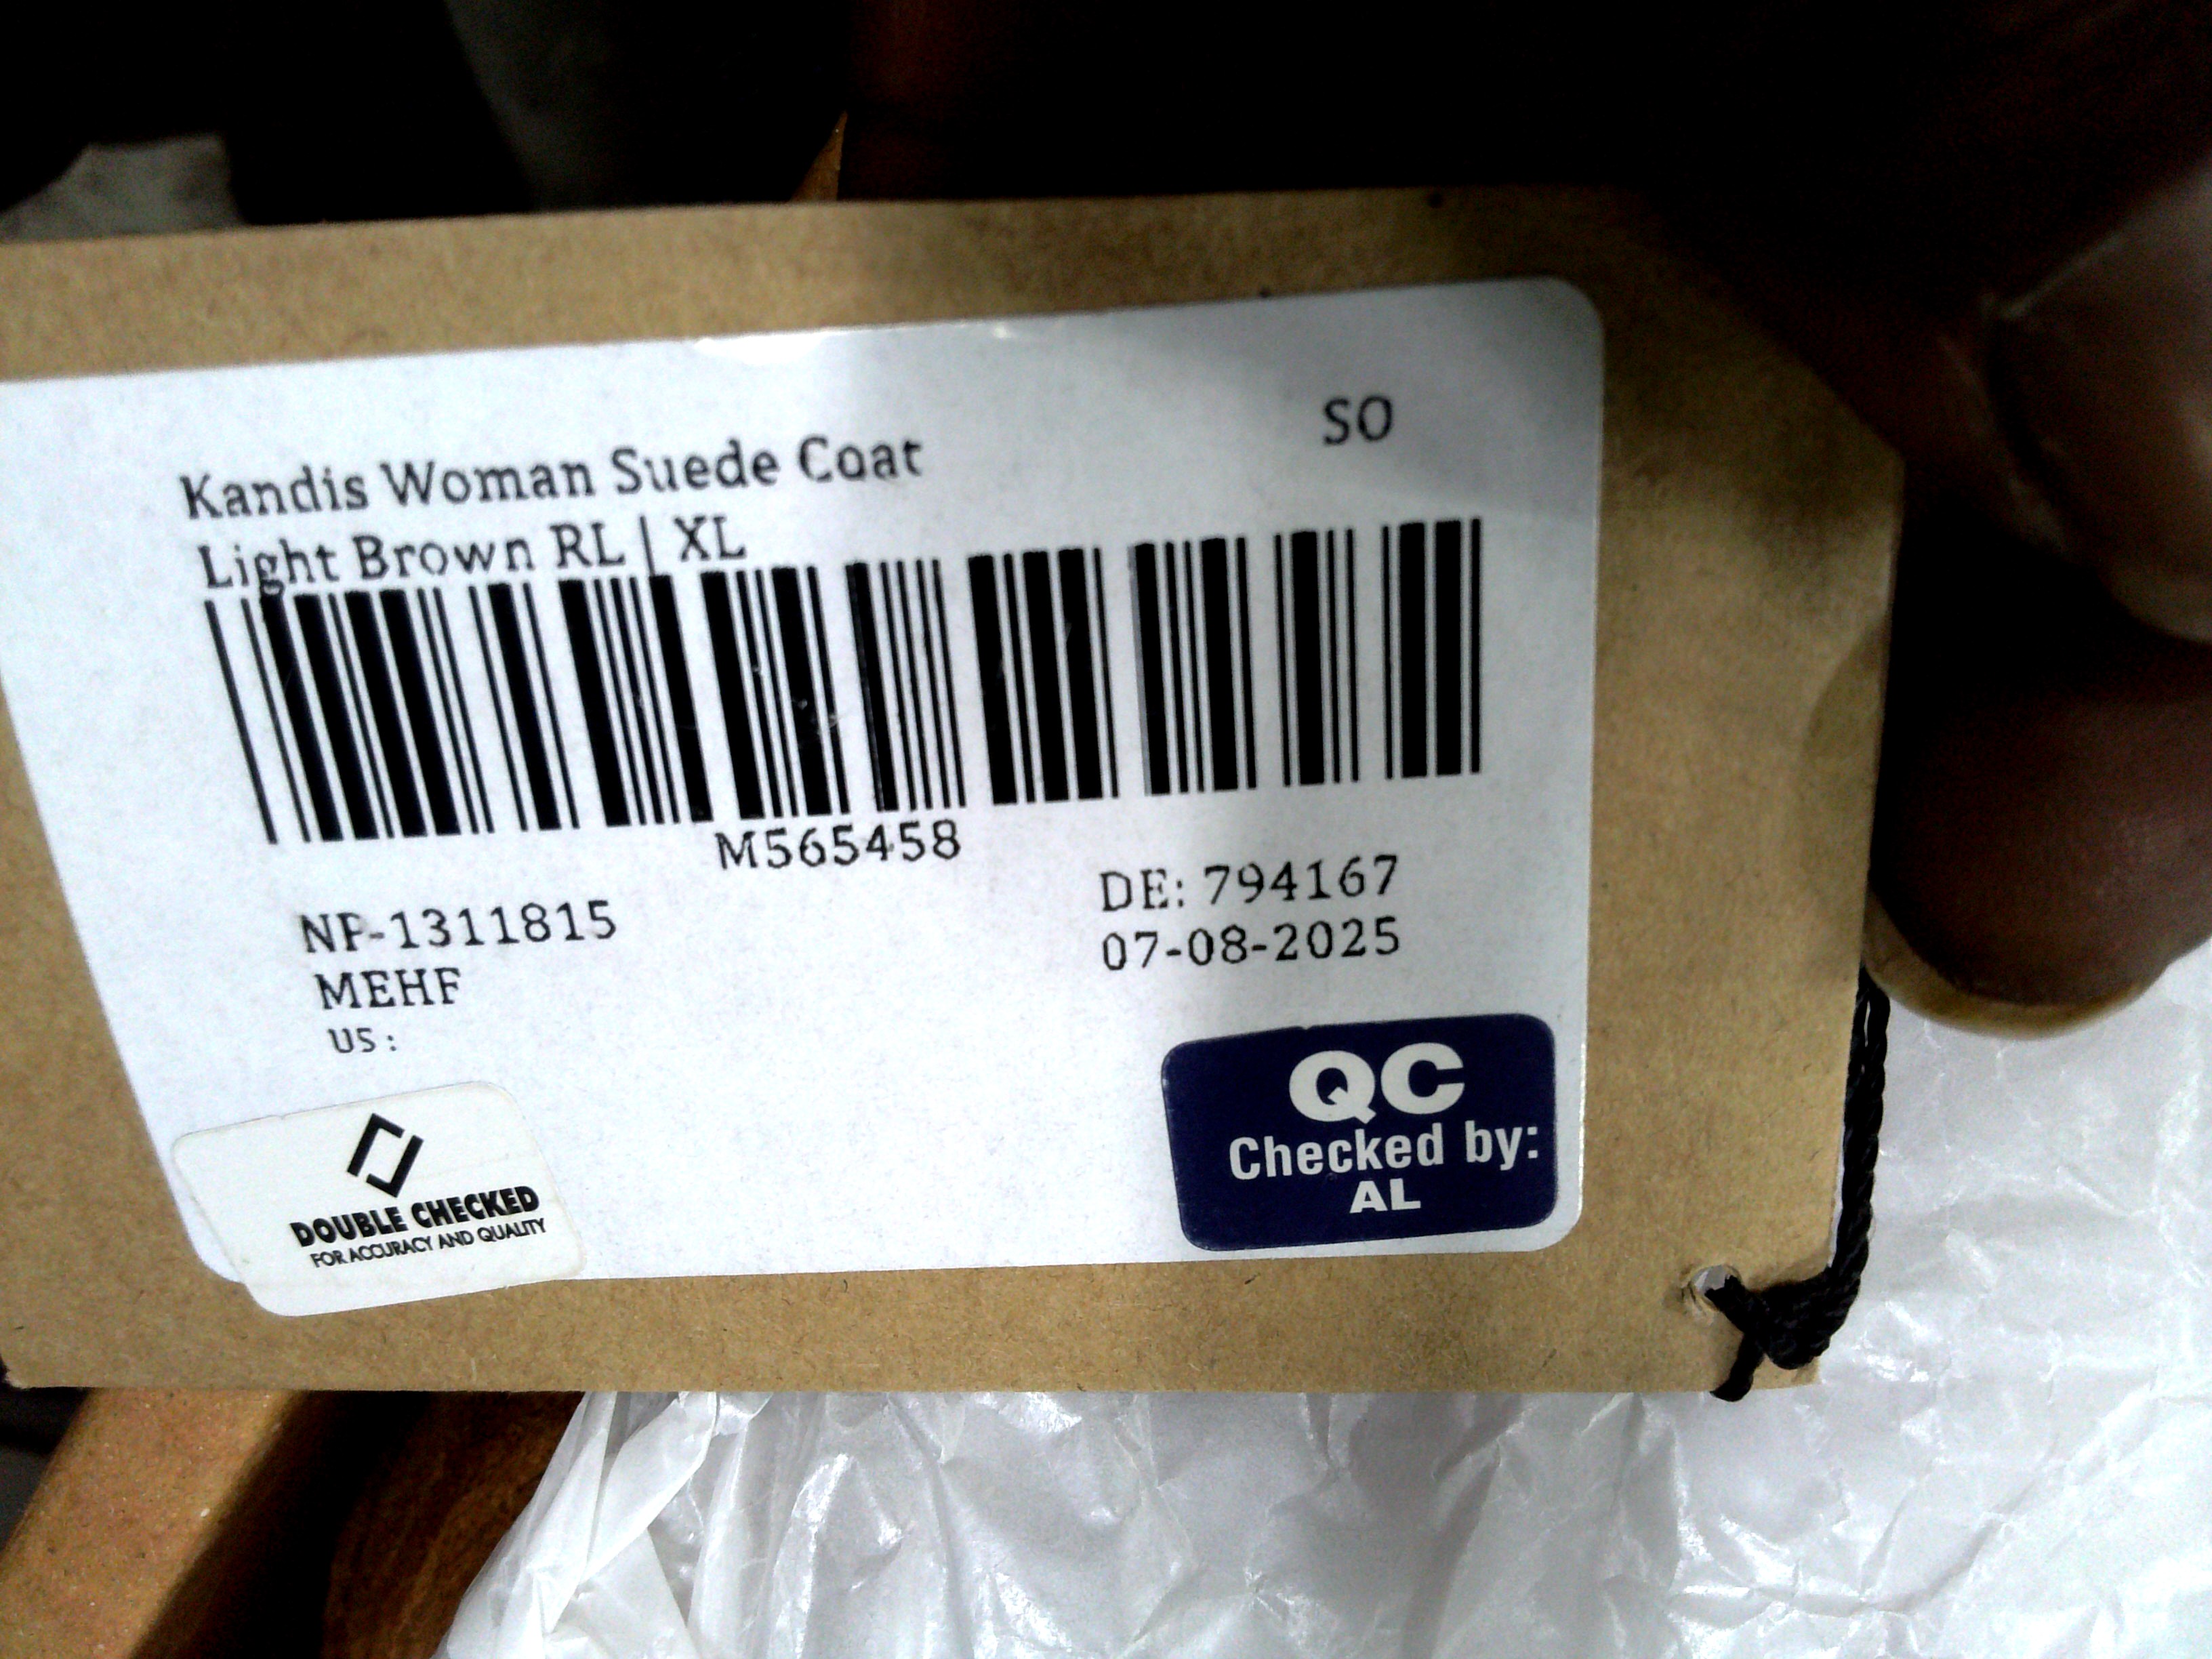 SO
Kandis Woman Suede Coat
Light Brown RL | XL
M565458
NP-1311815
MEHF
US :
DE: 794167
07-08-2025
DOUBLE CHECKED
FOR ACCURACY AND QUALITY
QC
Checked by:
AL